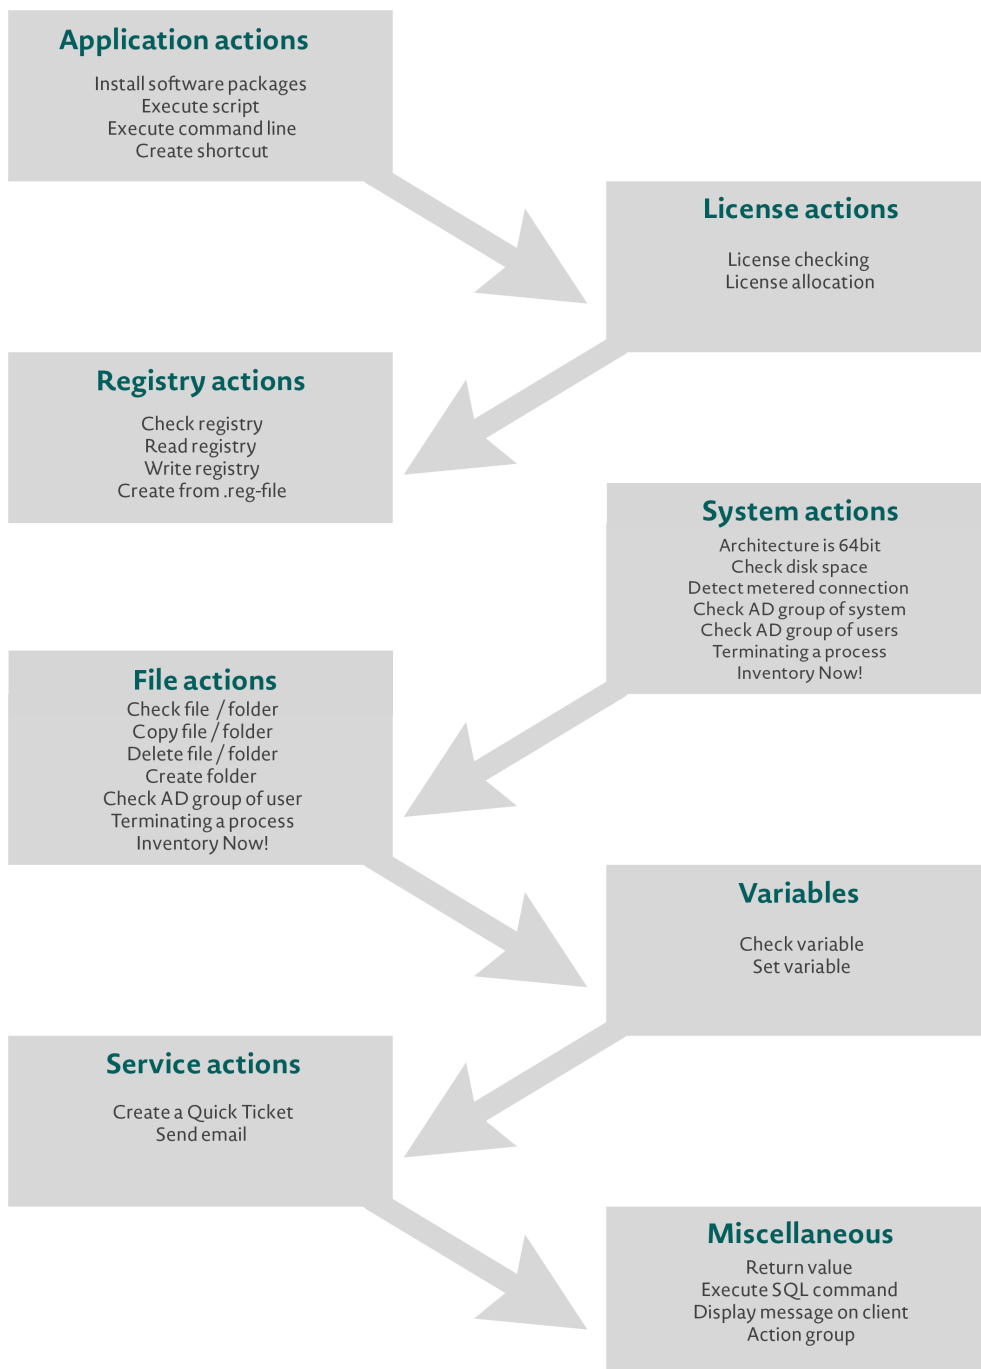 Application actions
Install software packages
Execute script
Execute command line
Create shortcut
License actions
License checking
License allocation
Registry actions
Check registry
Read registry
Write registry
Create from .reg-file
System actions
Architecture is 64bit
Check disk space
Detect metered connection
Check AD group of system
Check AD group of users
Terminating a process
Inventory Now!
File actions
Check file / folder
Copy file / folder
Delete file / folder
Create folder
Check AD group of user
Terminating a process
Inventory Now!
Variables
Check variable
Set variable
Service actions
Create a Quick Ticket
Send email
Miscellaneous
Return value
Execute SQL command
Display message on client
Action group